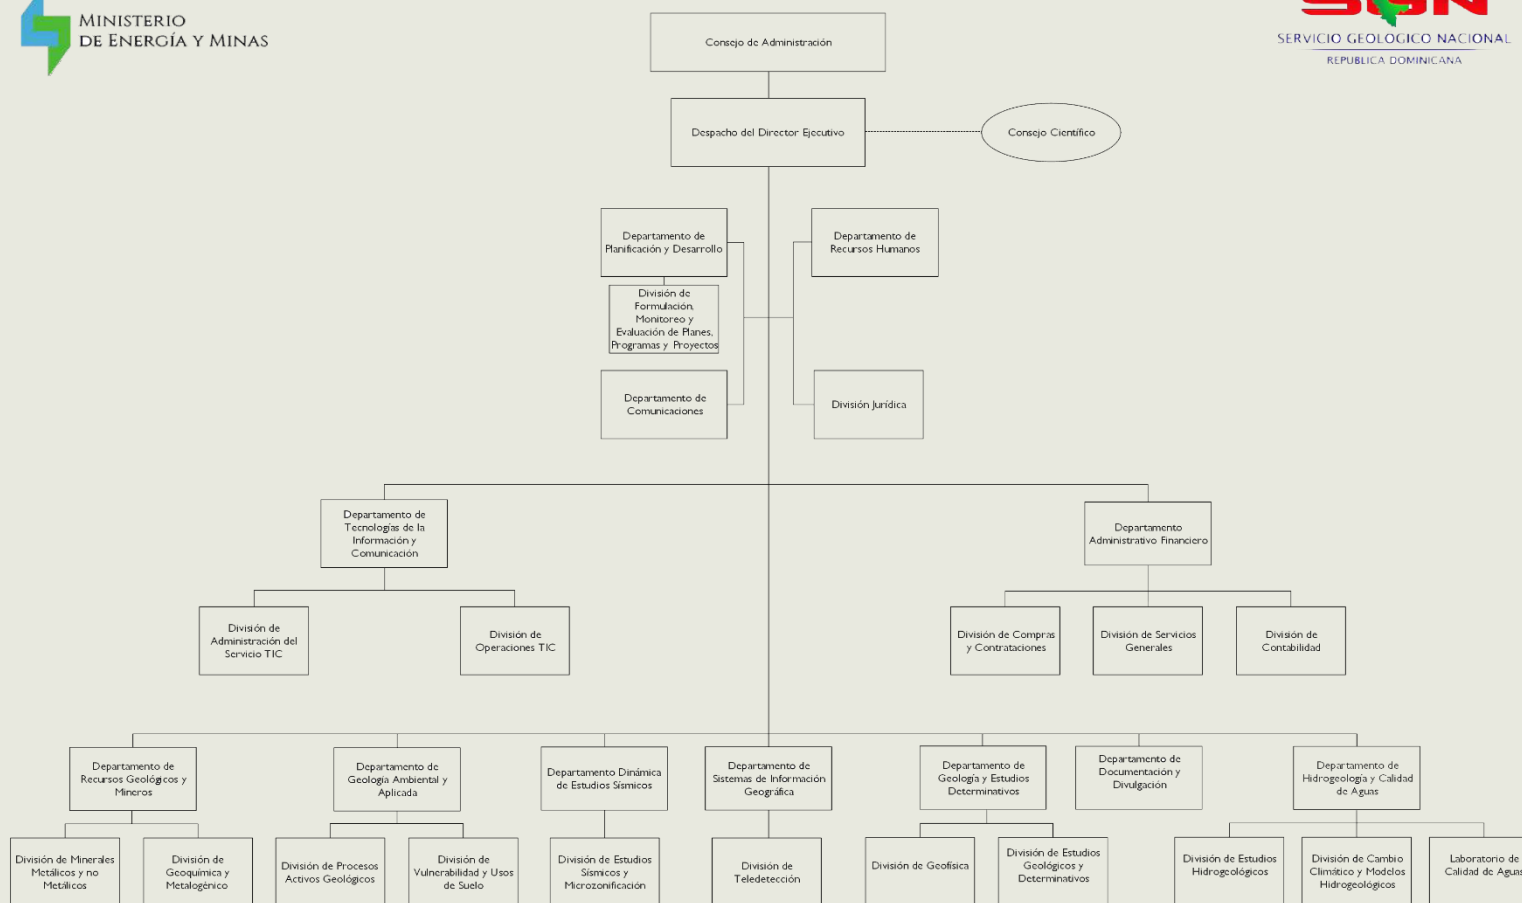 MINISTERIO
DE ENERGÍA Y MINAS
SGN
SERVICIO GEOLOGICO NACIONAL
REPUBLICA DOMINICANA
Consejo de Administración
Despacho del Director Ejecutivo
Consejo Científico
Departamento de
Planificación y Desarrollo
Departamento de
Recursos Humanos
División de
Formulación,
Monitoreo y
Evaluación de Planes,
Programas y Proyectos
Departamento de
Comunicaciones
División Jurídica
Departamento de
Tecnologías de la
Información y
Comunicación
Departamento
Administrativo Financiero
División de
Administración del
Servicio TIC
División de
Operaciones TIC
División de Compras
y Contrataciones
División de Servicios
Generales
División de
Contabilidad
Departamento de
Recursos Geológicos y
Mineros
Departamento de
Geología Ambiental y
Aplicada
Departamento Dinámica
de Estudios Sísmicos
Departamento de
Sistemas de Información
Geográfica
Departamento de
Geología y Estudios
Determinativos
Departamento de
Documentación y
Divulgación
Departamento de
Hidrogeología y Calidad
de Aguas
División de Minerales
Metálicos y no
Metálicos
División de
Geoquímica y
Metalogénico
División de Procesos
Activos Geológicos
División de
Vulnerabilidad y Usos
de Suelo
División de Estudios
Sísmicos y
Microzonificación
División de
Teledetección
División de Geofísica
División de Estudios
Geológicos y
Determinativos
División de Estudios
Hidrogeológicos
División de Cambio
Climático y Modelos
Hidrogeológicos
Laboratorio de
Calidad de Aguas